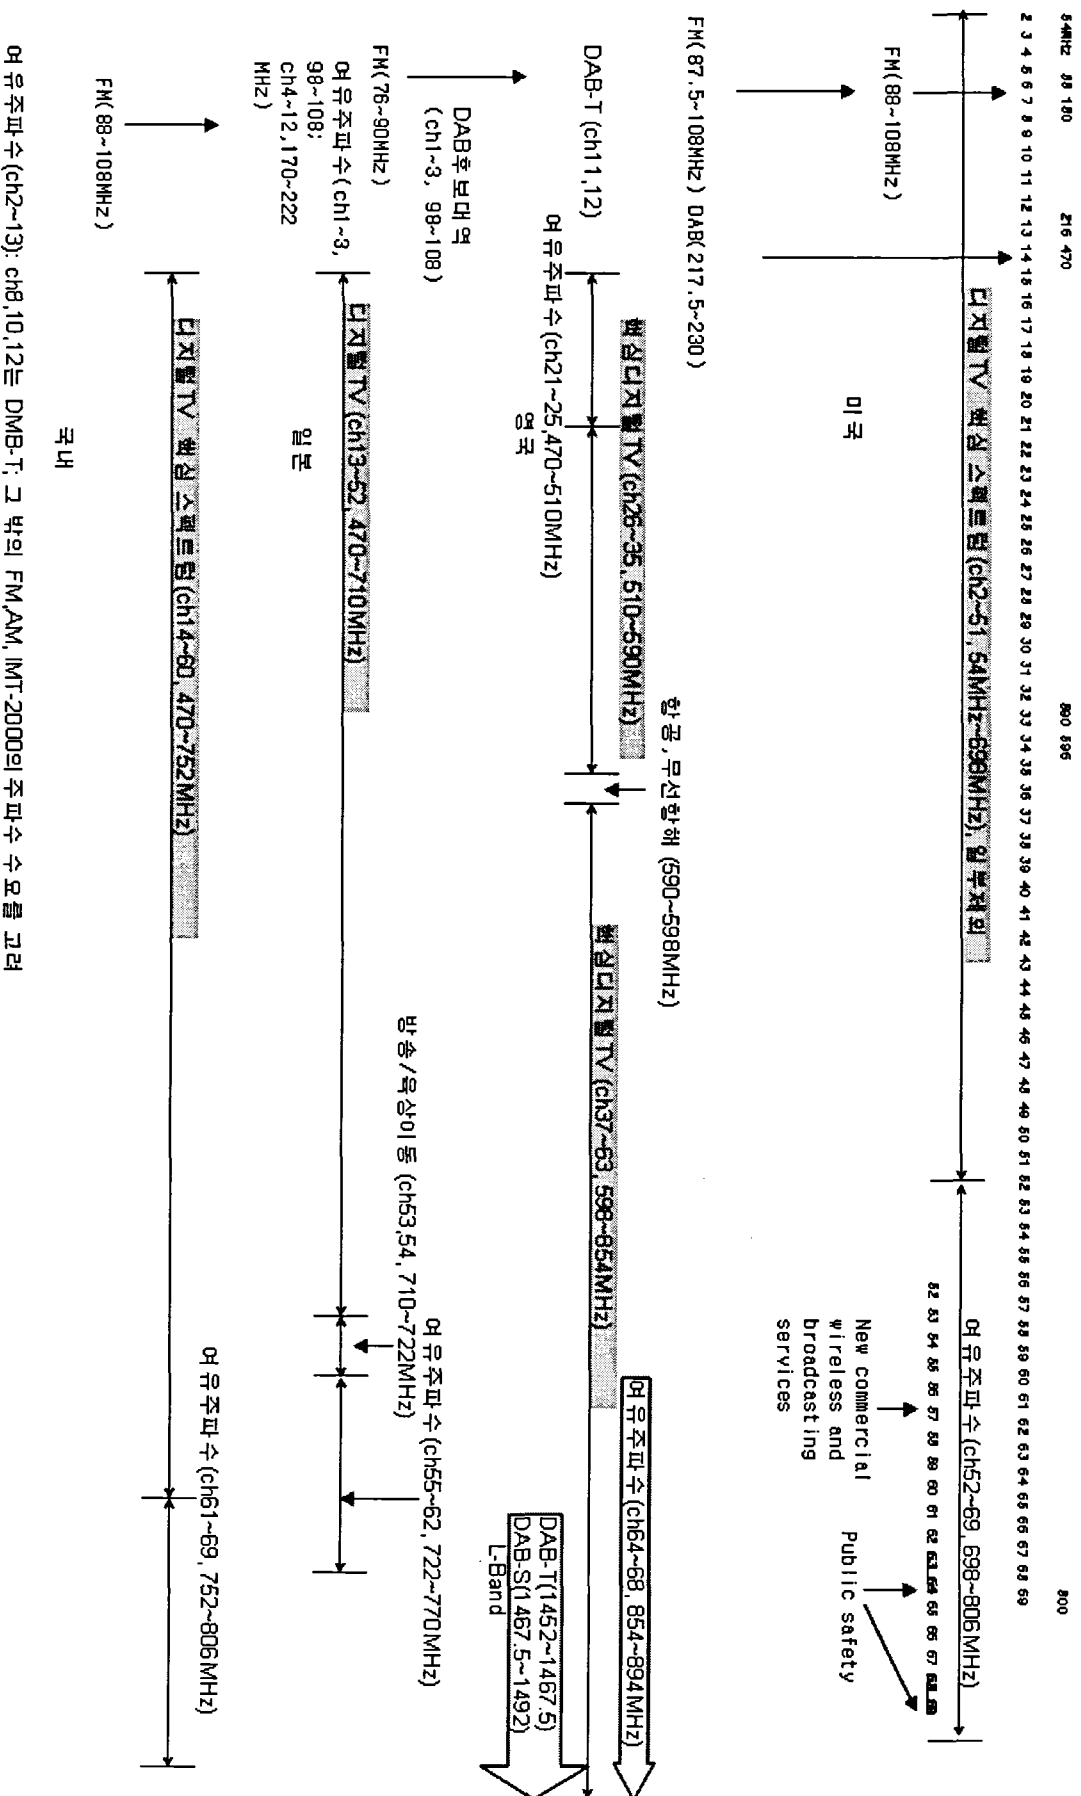 54MHz 88 180 216 470 590 596 800
2 3 4 5 6 7 8 9 10 11 12 13 14 15 16 17 18 19 20 21 22 23 24 25 26 27 28 29 30 31 32 33 34 35 36 37 38 39 40 41 42 43 44 45 46 47 48 49 50 51 52 53 54 55 56 57 58 59 60 61 62 63 64 65 66 67 68 69
디지털TV 핵심 스펙트럼(ch2~51, 54MHz~698MHz), 일부제외
여유주파수(ch52~69, 698~806MHz)
52 53 54 55 56 57 58 59 60 61 62 63 64 65 66 67 68 69
FM(88~108MHz)
New commercial
wireless and
broadcasting
services
Public safety
미국
FM(87.5~108MHz) DAB(217.5~230)
항공,무선항해 (590~598MHz)
핵심디지털TV(ch26~35, 510~590MHz)
핵심디지털TV(ch37~63, 598~854MHz)
여유주파수(ch64~68, 854~894MHz)
DAB-T (ch11,12)
여유주파수(ch21~25,470~510MHz)
DAB-T(1452~1467.5)
DAB-S(1467.5~1492)
L-Band
영국
DAB후보대역
(ch1~3, 98~108)
FM(76~90MHz)
여유주파수(ch1~3,
98~108;
ch4~12,170~222
MHz)
디지털TV(ch13~52, 470~710MHz)
방송/육상이동 (ch53,54, 710~722MHz)
여유주파수(ch55~62, 722~770MHz)
일본
FM(88~108MHz)
디지털TV 핵심 스펙트럼(ch14~60, 470~752MHz)
여유주파수(ch61~69, 752~806MHz)
국내
여유주파수(ch2~13): ch8,10,12는 DMB-T; 그 밖의 FM,AM, IMT-2000의 주파수 수요를 고려